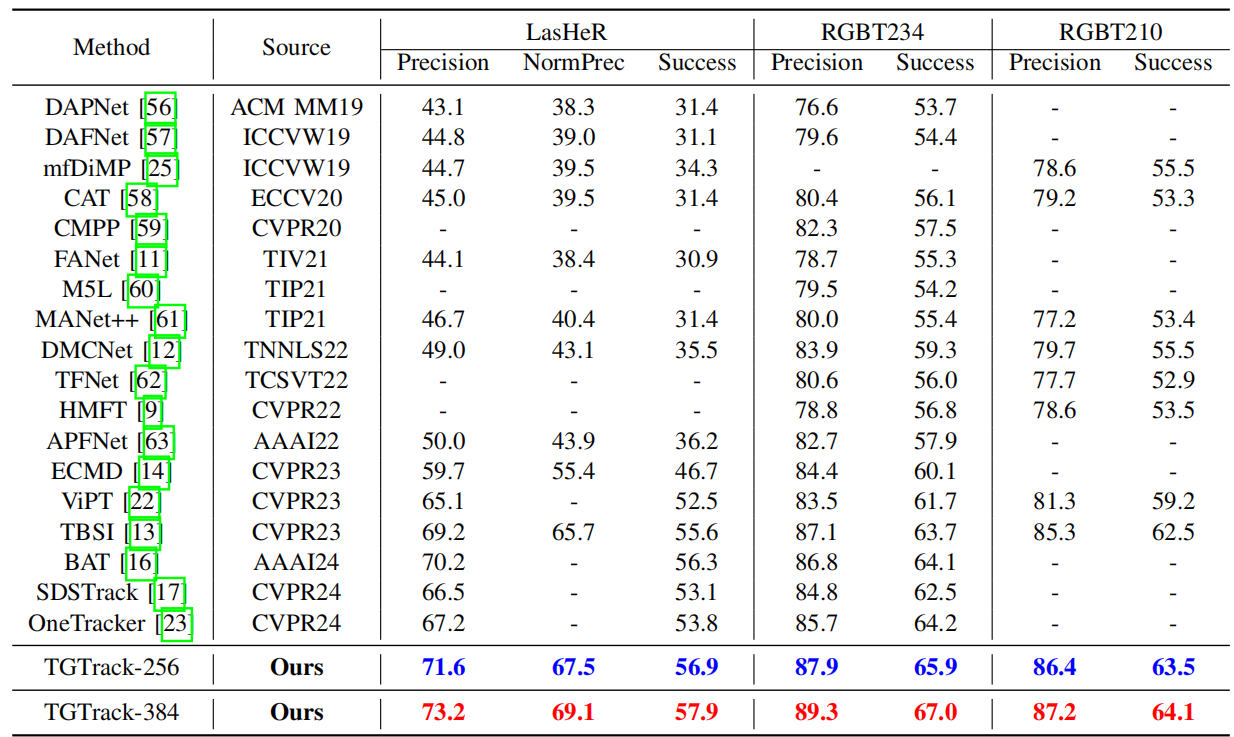 Method Source LasHeR RGBT234 RGBT210
Precision NormPrec Success Precision Success Precision Success
DAPNet [56] ACM MM19 43.1 38.3 31.4 76.6 53.7 - -
DAFNet [57] ICCVW19 44.8 39.0 31.1 79.6 54.4 - -
mfDiMP [25] ICCVW19 44.7 39.5 34.3 - - 78.6 55.5
CAT [58] ECCV20 45.0 39.5 31.4 80.4 56.1 79.2 53.3
CMPP [59] CVPR20 - - - 82.3 57.5 - -
FANet [11] TIV21 44.1 38.4 30.9 78.7 55.3 - -
M5L [60] TIP21 - - - 79.5 54.2 - -
MANet++ [61] TIP21 46.7 40.4 31.4 80.0 55.4 77.2 53.4
DMCNet [12] TNNLS22 49.0 43.1 35.5 83.9 59.3 79.7 55.5
TFNet [62] TCSVT22 - - - 80.6 56.0 77.7 52.9
HMFT [9] CVPR22 - - - 78.8 56.8 78.6 53.5
APFNet [63] AAAI22 50.0 43.9 36.2 82.7 57.9 - -
ECMD [14] CVPR23 59.7 55.4 46.7 84.4 60.1 - -
ViPT [22] CVPR23 65.1 - 52.5 83.5 61.7 81.3 59.2
TBSI [13] CVPR23 69.2 65.7 55.6 87.1 63.7 85.3 62.5
BAT [16] AAAI24 70.2 - 56.3 86.8 64.1 - -
SDSTrack [17] CVPR24 66.5 - 53.1 84.8 62.5 - -
OneTracker [23] CVPR24 67.2 - 53.8 85.7 64.2 - -
TGTrack-256 Ours 71.6 67.5 56.9 87.9 65.9 86.4 63.5
TGTrack-384 Ours 73.2 69.1 57.9 89.3 67.0 87.2 64.1